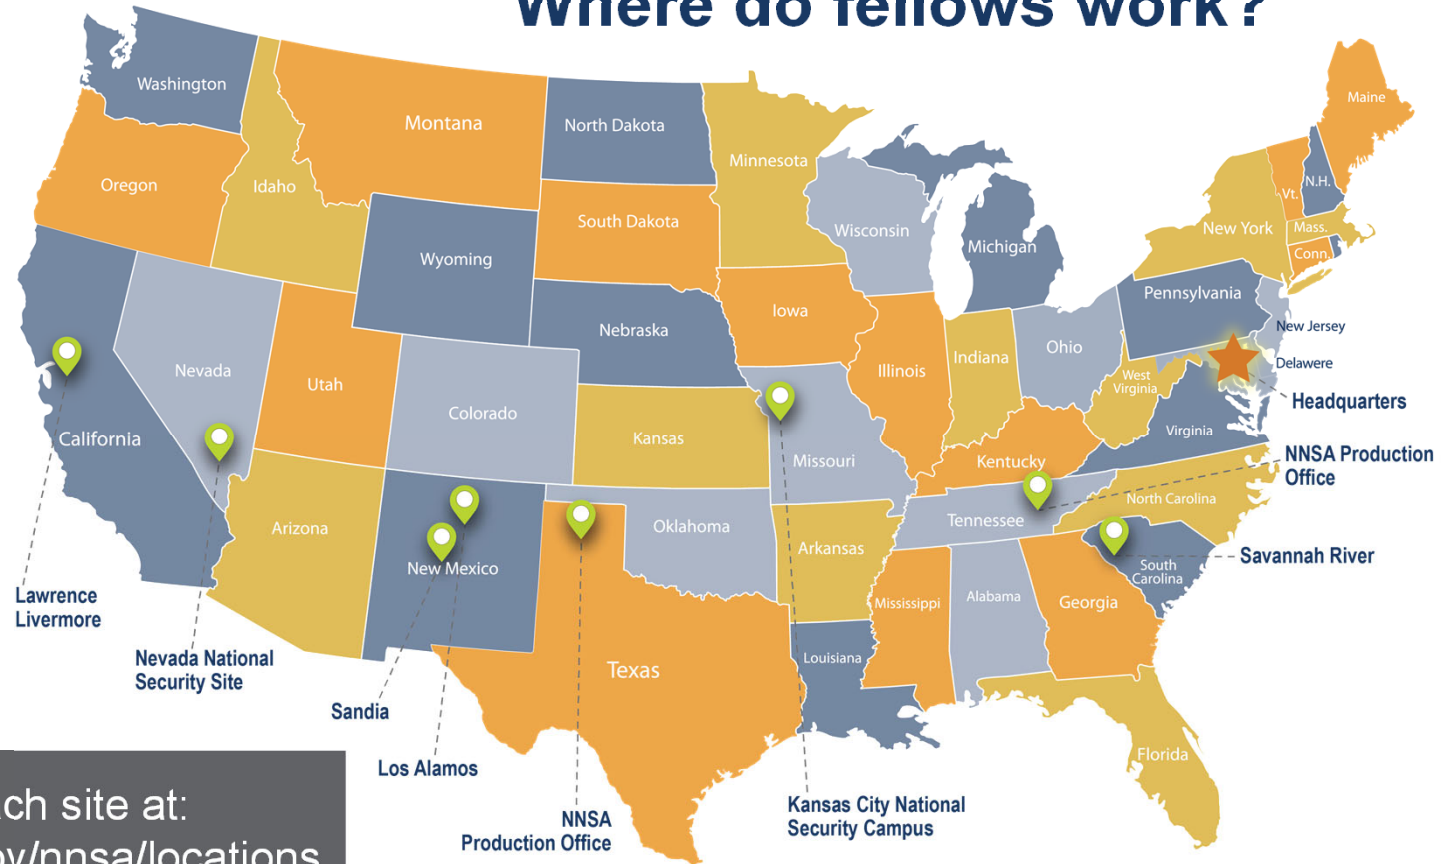 Where do fellows work?
Washington
Montana
North Dakota
Minnesota
Maine
Oregon
Idaho
South Dakota
Wisconsin
Michigan
New York
Vt.
N.H.
Mass.
Conn.
Wyoming
Nebraska
Iowa
Pennsylvania
New Jersey
Delawere
Nevada
Utah
Colorado
Kansas
Missouri
Illinois
Indiana
Ohio
West
Virginia
Virginia
Headquarters
California
Kentucky
NNSA Production
Office
Arizona
New Mexico
Oklahoma
Arkansas
Tennessee
North Carolina
South
Carolina
Savannah River
Texas
Louisiana
Mississippi
Alabama
Georgia
Florida
Lawrence
Livermore
Nevada National
Security Site
Sandia
Los Alamos
NNSA
Production Office
Kansas City National
Security Campus
ch site at:
ov/nnsa/locations